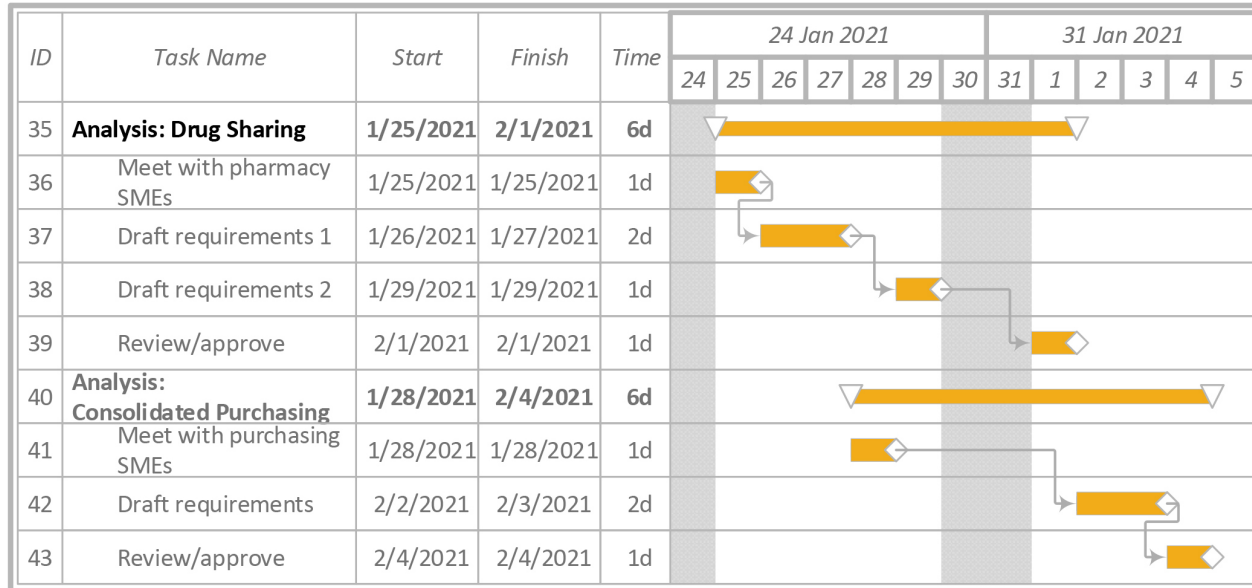 ID Task Name Start Finish Time 24 Jan 2021 31 Jan 2021
24 25 26 27 28 29 30 31 1 2 3 4 5
35 Analysis: Drug Sharing 1/25/2021 2/1/2021 6d
36 Meet with pharmacy SMEs 1/25/2021 1/25/2021 1d
37 Draft requirements 1 1/26/2021 1/27/2021 2d
38 Draft requirements 2 1/29/2021 1/29/2021 1d
39 Review/approve 2/1/2021 2/1/2021 1d
40 Analysis: Consolidated Purchasing 1/28/2021 2/4/2021 6d
41 Meet with purchasing SMEs 1/28/2021 1/28/2021 1d
42 Draft requirements 2/2/2021 2/3/2021 2d
43 Review/approve 2/4/2021 2/4/2021 1d